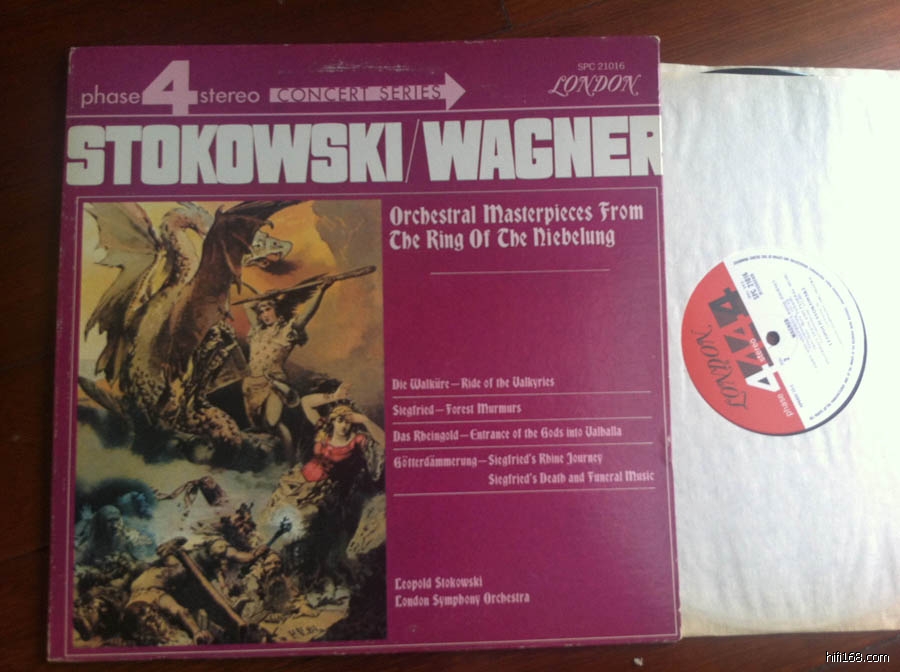 SPC 21016
phase 4 stereo CONCERT SERIES
LONDON
STOKOWSKI/WAGNER
Orchestral Masterpieces From
The Ring Of The Niebelung
Die Walküre—Ride of the Valkyries
Siegfried—Forest Murmurs
Das Rheingold—Entrance of the Gods into Valhalla
Götterdämmerung—Siegfried's Rhine Journey
Siegfried's Death and Funeral Music
Leopold Stokowski
London Symphony Orchestra
LONDON
phase 4 stereo
hifi168.com